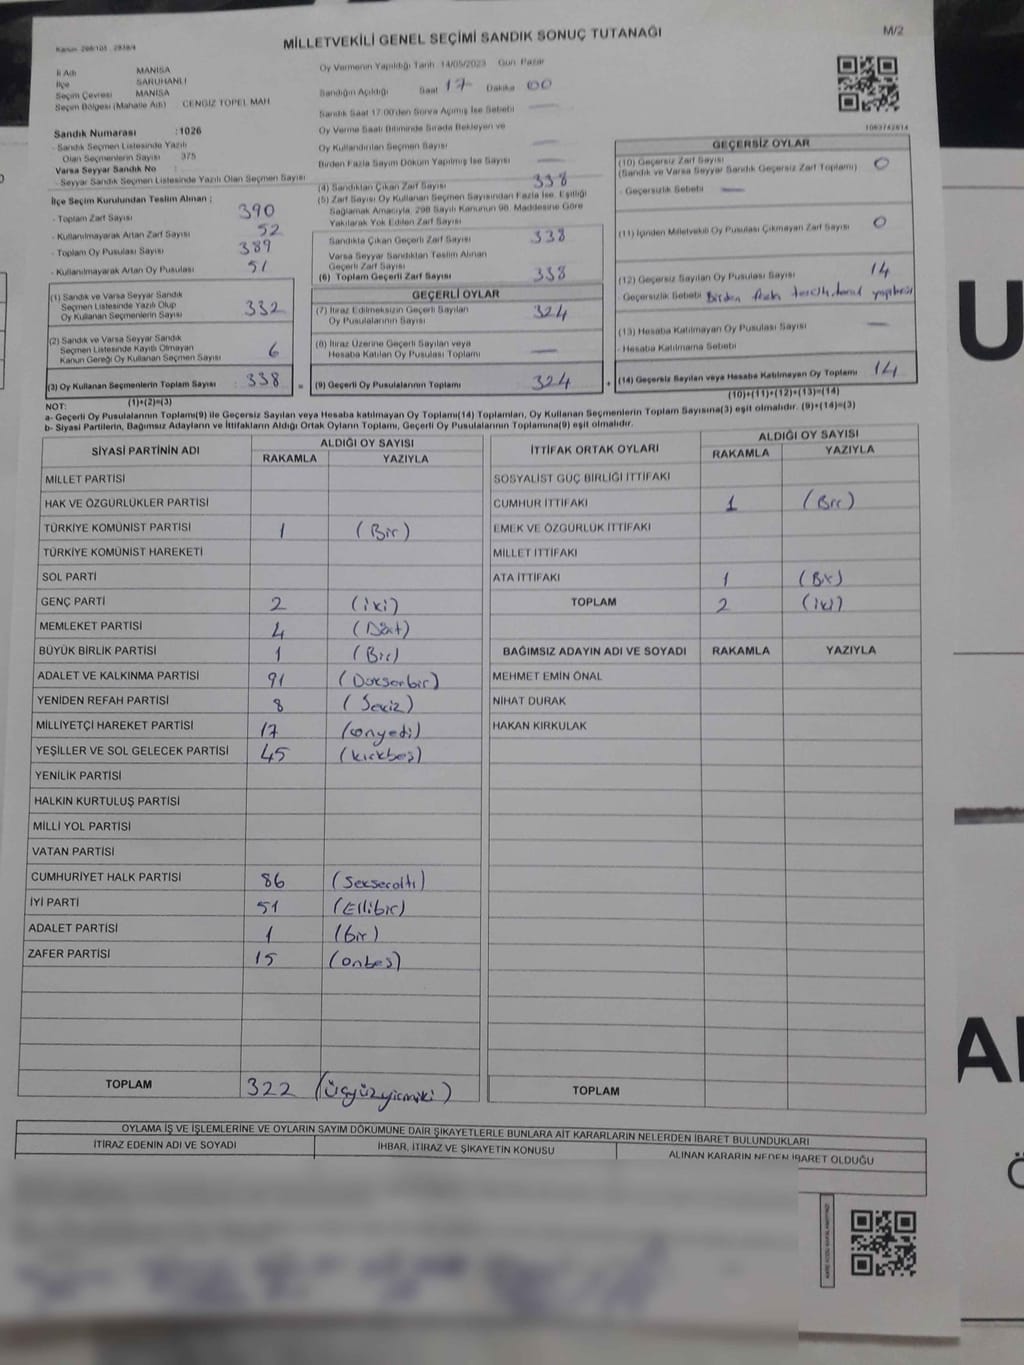 Kanun 298/105 - 2839/4
M/2
MİLLETVEKİLİ GENEL SEÇİMİ SANDIK SONUÇ TUTANAĞI
İl Adı MANİSA
İlçe SARUHANLI
Seçim Çevresi MANİSA
Seçim Bölgesi (Mahalle Adı) CENGİZ TOPEL MAH
Sandık Numarası :1026
- Sandık Seçmen Listesinde Yazılı
Olan Seçmenlerin Sayısı 375
Varsa Seyyar Sandık No
- Seyyar Sandık Seçmen Listesinde Yazılı Olan Seçmen Sayısı
İlçe Seçim Kurulundan Teslim Alınan ;
- Toplam Zarf Sayısı 390
- Kullanılmayarak Artan Zarf Sayısı 52
- Toplam Oy Pusulası Sayısı 389
- Kullanılmayarak Artan Oy Pusulası 51
Oy Vermenin Yapıldığı Tarih 14/05/2023 Gün Pazar
Sandığın Açıldığı Saat 17 Dakika 00
Sandık Saat 17:00'den Sonra Açılmış İse Sebebi —
Oy Verme Saati Bitiminde Sırada Bekleyen ve
Oy Kullandırılan Seçmen Sayısı —
Birden Fazla Sayım Döküm Yapılmış İse Sayısı —
(4) Sandıktan Çıkan Zarf Sayısı 338
(5) Zarf Sayısı Oy Kullanan Seçmen Sayısından Fazla İse, Eşitliği
Sağlamak Amacıyla, 298 Sayılı Kanunun 98. Maddesine Göre
Yakılarak Yok Edilen Zarf Sayısı
Sandıkta Çıkan Geçerli Zarf Sayısı 338
Varsa Seyyar Sandıktan Teslim Alınan
Geçerli Zarf Sayısı
(6) Toplam Geçerli Zarf Sayısı 338
1063742614
GEÇERSİZ OYLAR
(10) Geçersiz Zarf Sayısı 0
(Sandık ve Varsa Seyyar Sandık Geçersiz Zarf Toplamı)
- Geçersizlik Sebebi —
(11) İçinden Milletvekili Oy Pusulası Çıkmayan Zarf Sayısı 0
(12) Geçersiz Sayılan Oy Pusulası Sayısı 14
Geçersizlik Sebebi Birden fazla
(13) Hesaba Katılmayan Oy Pusulası Sayısı —
- Hesaba Katılmama Sebebi
(14) Geçersiz Sayılan veya Hesaba Katılmayan Oy Toplamı 14
(10)+(11)+(12)+(13)=(14)
(1) Sandık ve Varsa Seyyar Sandık
Seçmen Listesinde Yazılı Olup
Oy Kullanan Seçmenlerin Sayısı 332
(2) Sandık ve Varsa Seyyar Sandık
Seçmen Listesinde Kayıtlı Olmayan
Kanun Gereği Oy Kullanan Seçmen Sayısı 6
(3) Oy Kullanan Seçmenlerin Toplam Sayısı 338
(1)+(2)=(3)
GEÇERLİ OYLAR
(7) İtiraz Edilmeksizin Geçerli Sayılan
Oy Pusulalarının Sayısı 324
(8) İtiraz Üzerine Geçerli Sayılan veya
Hesaba Katılan Oy Pusulası Toplamı —
= (9) Geçerli Oy Pusulalarının Toplamı 324 +
NOT:
a- Geçerli Oy Pusulalarının Toplamı(9) ile Geçersiz Sayılan veya Hesaba katılmayan Oy Toplamı(14) Toplamları, Oy Kullanan Seçmenlerin Toplam Sayısına(3) eşit olmalıdır. (9)+(14)=(3)
b- Siyasi Partilerin, Bağımsız Adayların ve İttifakların Aldığı Ortak Oyların Toplamı, Geçerli Oy Pusulalarının Toplamına(9) eşit olmalıdır.
SİYASİ PARTİNİN ADI ALDIĞI OY SAYISI
RAKAMLA YAZIYLA
MİLLET PARTİSİ
HAK VE ÖZGÜRLÜKLER PARTİSİ
TÜRKİYE KOMÜNİST PARTİSİ 1 (Bir)
TÜRKİYE KOMÜNİST HAREKETİ
SOL PARTİ
GENÇ PARTİ 2 (iki)
MEMLEKET PARTİSİ 4 (Dört)
BÜYÜK BİRLİK PARTİSİ 1 (Bir)
ADALET VE KALKINMA PARTİSİ 91 (Doksanbir)
YENİDEN REFAH PARTİSİ 8 (Sekiz)
MİLLİYETÇİ HAREKET PARTİSİ 17 (onyedi)
YEŞİLLER VE SOL GELECEK PARTİSİ 45 (kırkbeş)
YENİLİK PARTİSİ
HALKIN KURTULUŞ PARTİSİ
MİLLİ YOL PARTİSİ
VATAN PARTİSİ
CUMHURİYET HALK PARTİSİ 86 (Seksenaltı)
İYİ PARTİ 51 (Ellibir)
ADALET PARTİSİ 1 (bir)
ZAFER PARTİSİ 15 (onbeş)
TOPLAM 322 (üçyüzyirmiki)
İTTİFAK ORTAK OYLARI ALDIĞI OY SAYISI
RAKAMLA YAZIYLA
SOSYALİST GÜÇ BİRLİĞİ İTTİFAKI
CUMHUR İTTİFAKI 1 (Bir)
EMEK VE ÖZGÜRLÜK İTTİFAKI
MİLLET İTTİFAKI
ATA İTTİFAKI 1 (Bir)
TOPLAM 2 (iki)
BAĞIMSIZ ADAYIN ADI VE SOYADI RAKAMLA YAZIYLA
MEHMET EMİN ÖNAL
NİHAT DURAK
HAKAN KIRKULAK
TOPLAM
OYLAMA İŞ VE İŞLEMLERİNE VE OYLARIN SAYIM DÖKÜMÜNE DAİR ŞİKAYETLERLE BUNLARA AİT KARARLARIN NELERDEN İBARET BULUNDUKLARI
İTİRAZ EDENİN ADI VE SOYADI İHBAR, İTİRAZ VE ŞİKAYETİN KONUSU ALINAN KARARIN NEDEN İBARET OLDUĞU
U
Al
Ö